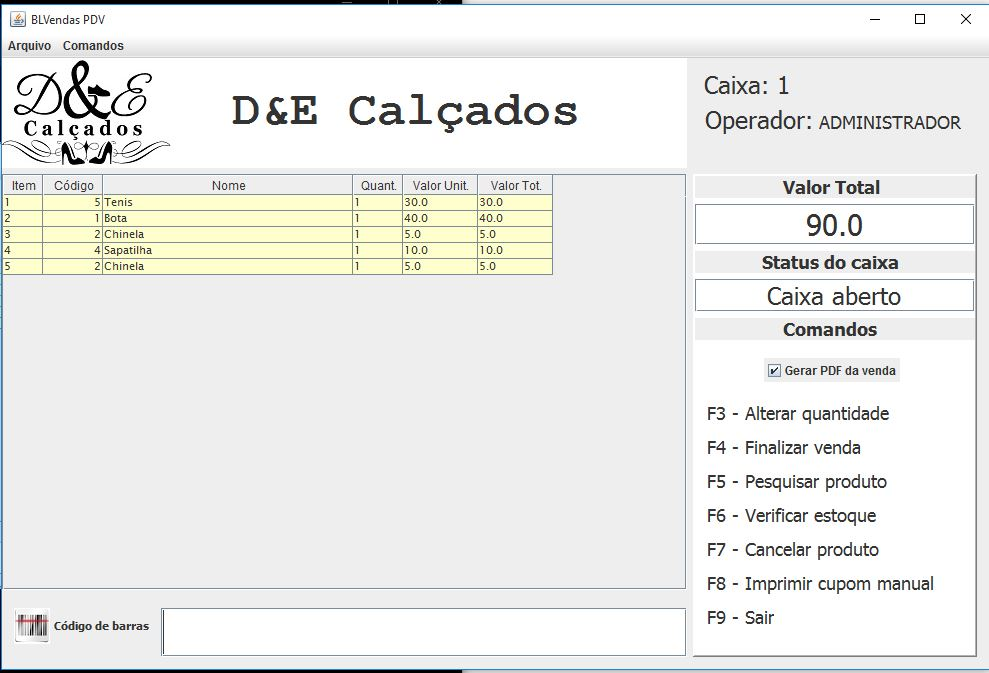 BLVendas PDV
Arquivo Comandos
D&E
Calçados
D&E Calçados
Caixa: 1
Operador: ADMINISTRADOR
Item Código Nome Quant. Valor Unit. Valor Tot.
1 5 Tenis 1 30.0 30.0
2 1 Bota 1 40.0 40.0
3 2 Chinela 1 5.0 5.0
4 4 Sapatilha 1 10.0 10.0
5 2 Chinela 1 5.0 5.0
Valor Total
90.0
Status do caixa
Caixa aberto
Comandos
Gerar PDF da venda
F3 - Alterar quantidade
F4 - Finalizar venda
F5 - Pesquisar produto
F6 - Verificar estoque
F7 - Cancelar produto
F8 - Imprimir cupom manual
F9 - Sair
Código de barras